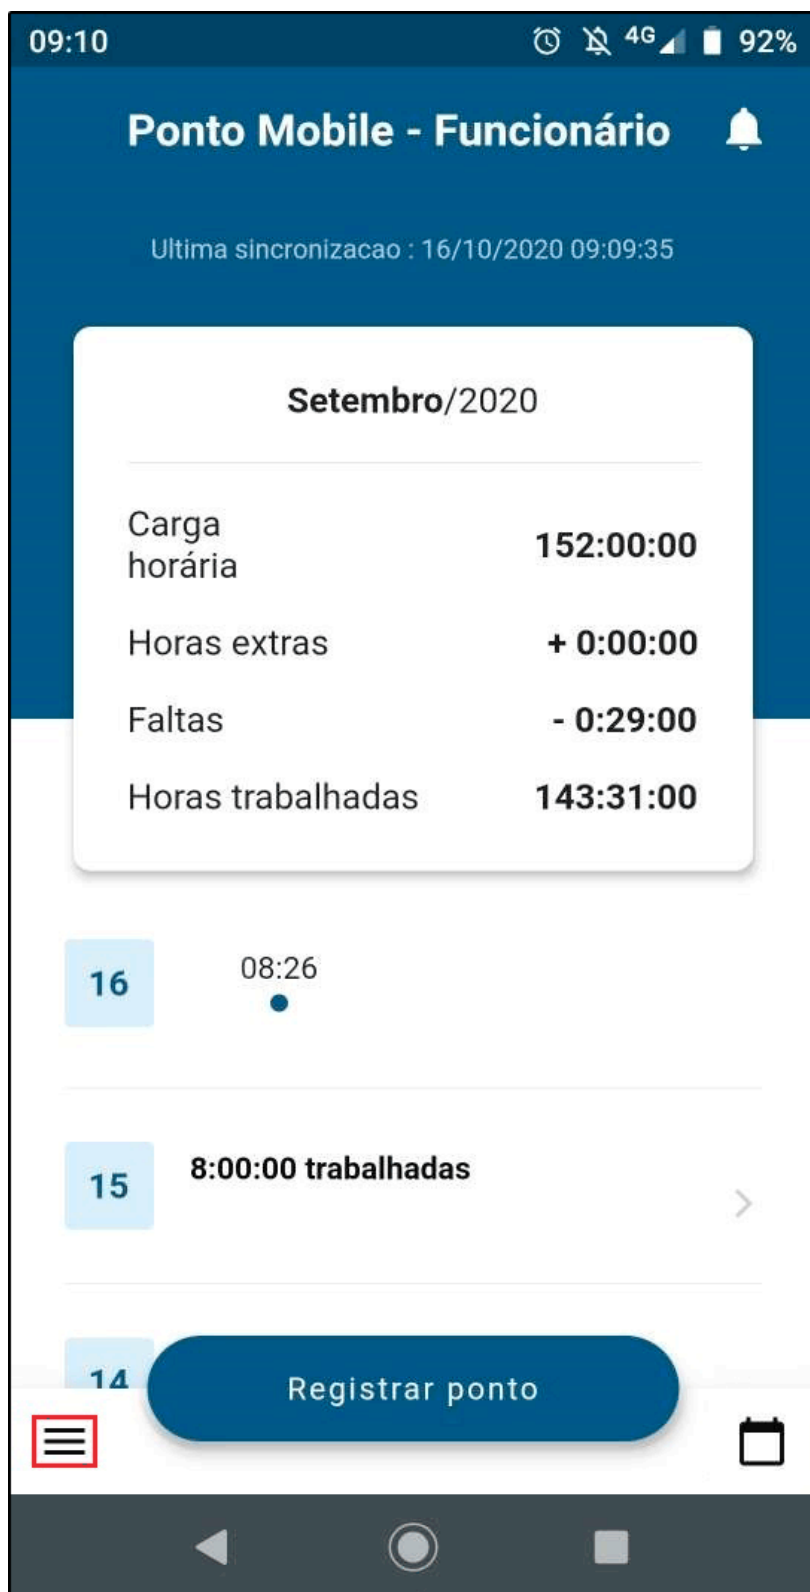 09:10 4G 92%
Ponto Mobile - Funcionário
Ultima sincronizacao : 16/10/2020 09:09:35
Setembro/2020
Carga
horária 152:00:00
Horas extras + 0:00:00
Faltas - 0:29:00
Horas trabalhadas 143:31:00
16 08:26
15 8:00:00 trabalhadas
14
Registrar ponto